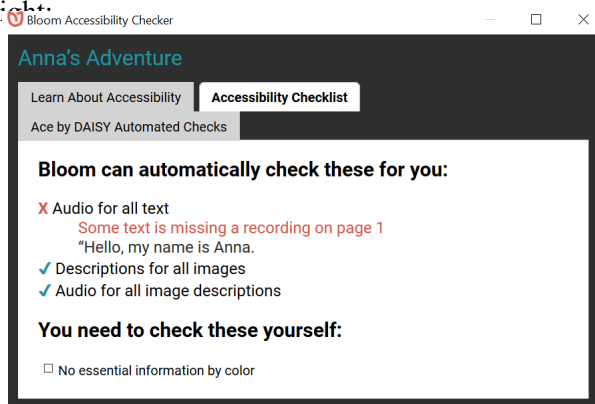 ight:
Bloom Accessibility Checker
Anna's Adventure
Learn About Accessibility
Accessibility Checklist
Ace by DAISY Automated Checks
Bloom can automatically check these for you:
X Audio for all text
Some text is missing a recording on page 1
“Hello, my name is Anna.
✓ Descriptions for all images
✓ Audio for all image descriptions
You need to check these yourself:
☐ No essential information by color